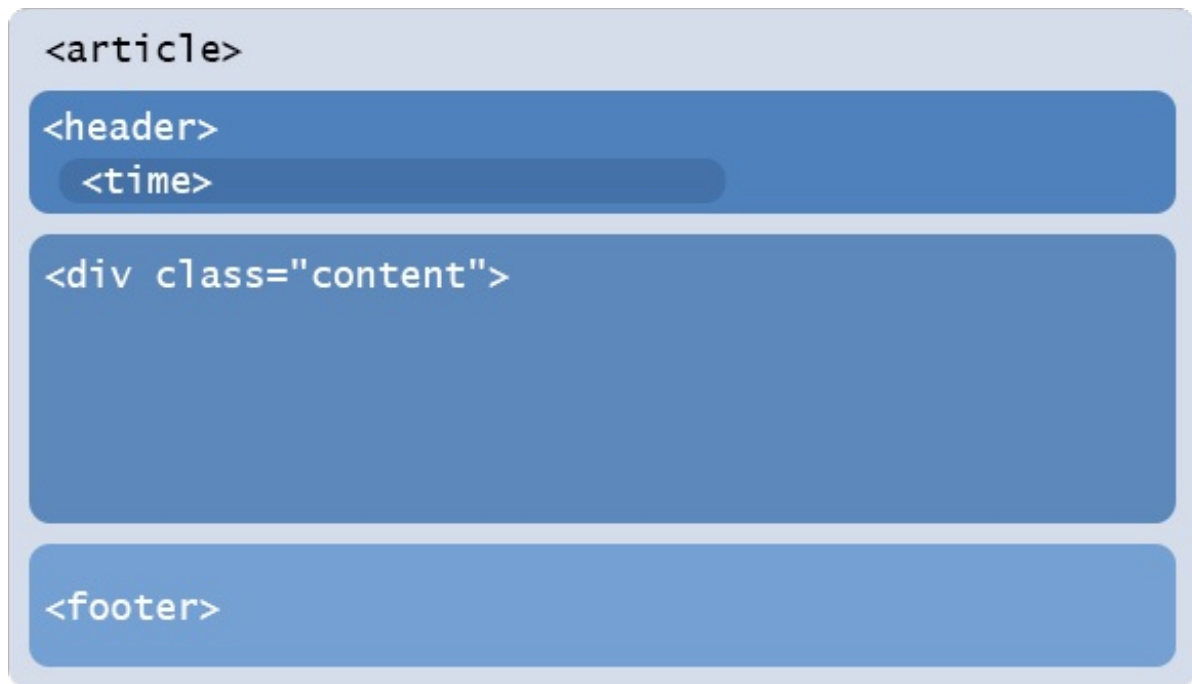 <article>
<header>
<time>
<div class="content">
<footer>